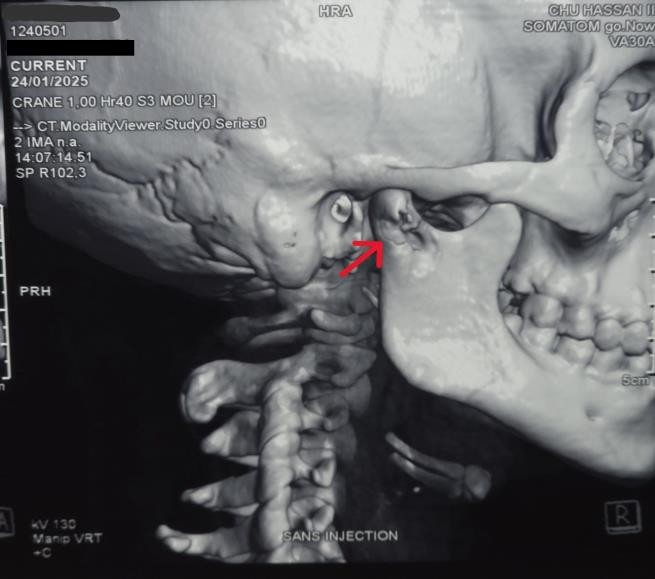 HRA
CHU HASSAN II
SOMATOM go.Now
VA30A
1240501
CURRENT
24/01/2025
CRANE 1,00 Hr40 S3 MOU [2]
--> CT.ModalityViewer.Study0.Series0
2 IMA n.a.
14:07:14.51
SP R102,3
PRH
5cm
kV 130
Manip VRT
+C
SANS INJECTION
R